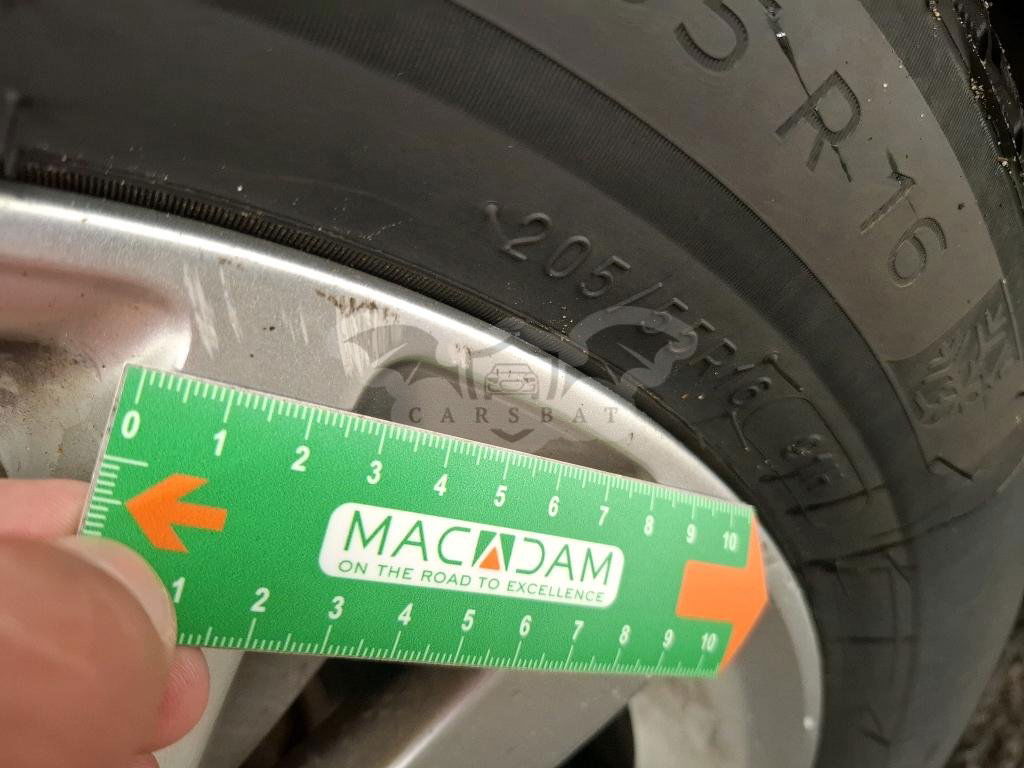 5 R 16
205/55R16
CARSBAT
0 1 2 3 4 5 6 7 8 9 10
MACADAM
ON THE ROAD TO EXCELLENCE
1 2 3 4 5 6 7 8 9 10